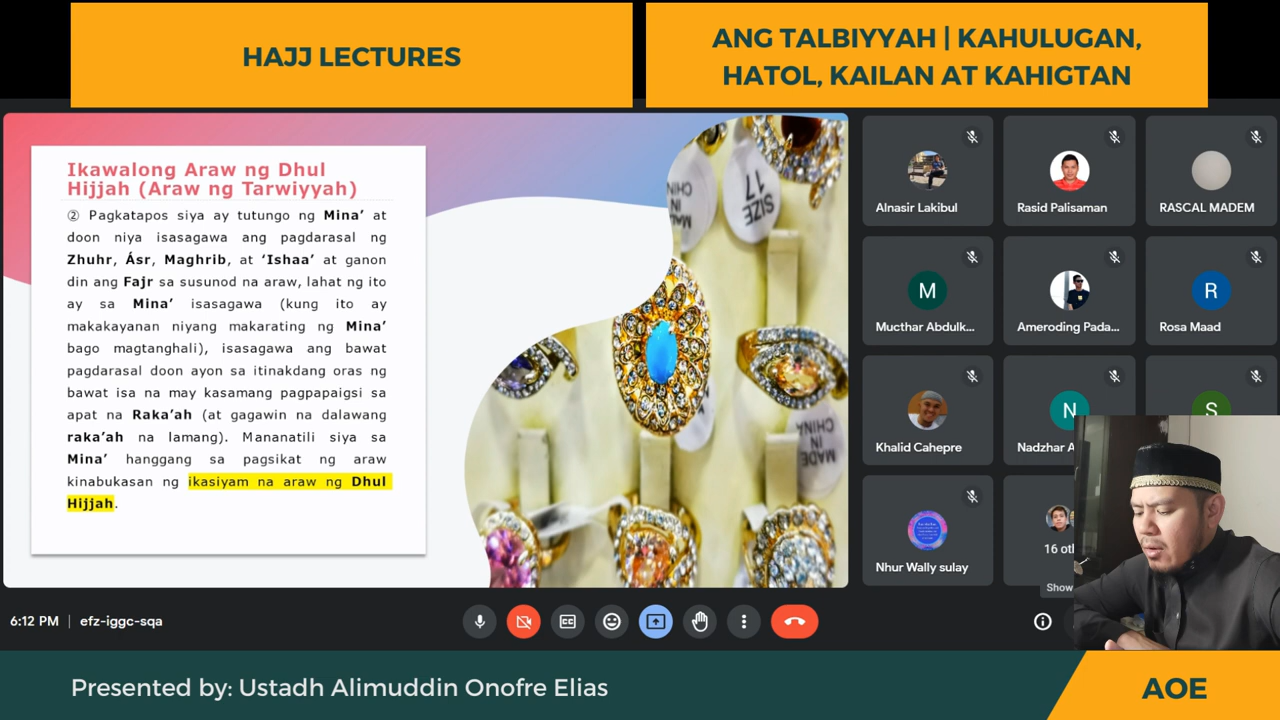 HAJJ LECTURES
ANG TALBIYYAH | KAHULUGAN,
HATOL, KAILAN AT KAHIGTAN
Ikawalong Araw ng Dhul
Hijjah (Araw ng Tarwiyyah)
② Pagkatapos siya ay tutungo ng Mina’ at
doon niya isasagawa ang pagdarasal ng
Zhuhr, Ásr, Maghrib, at ‘Ishaa’ at ganon
din ang Fajr sa susunod na araw, lahat ng ito
ay sa Mina’ isasagawa (kung ito ay
makakayanan niyang makarating ng Mina’
bago magtanghali), isasagawa ang bawat
pagdarasal doon ayon sa itinakdang oras ng
bawat isa na may kasamang pagpapaigsi sa
apat na Raka’ah (at gagawin na dalawang
raka’ah na lamang). Mananatili siya sa
Mina’ hanggang sa pagsikat ng araw
kinabukasan ng ikasiyam na araw ng Dhul
Hijjah.
MADE IN CHINA
SIZE 17
MADE IN CHINA
Alnasir Lakibul
Rasid Palisaman
RASCAL MADEM
M
Mucthar Abdulk...
Ameroding Pada...
R
Rosa Maad
Khalid Cahepre
N
Nadzhar A
S
Nhur Wally sulay
16 ot
Show
6:12 PM | efz-iggc-sqa
Presented by: Ustadh Alimuddin Onofre Elias
AOE